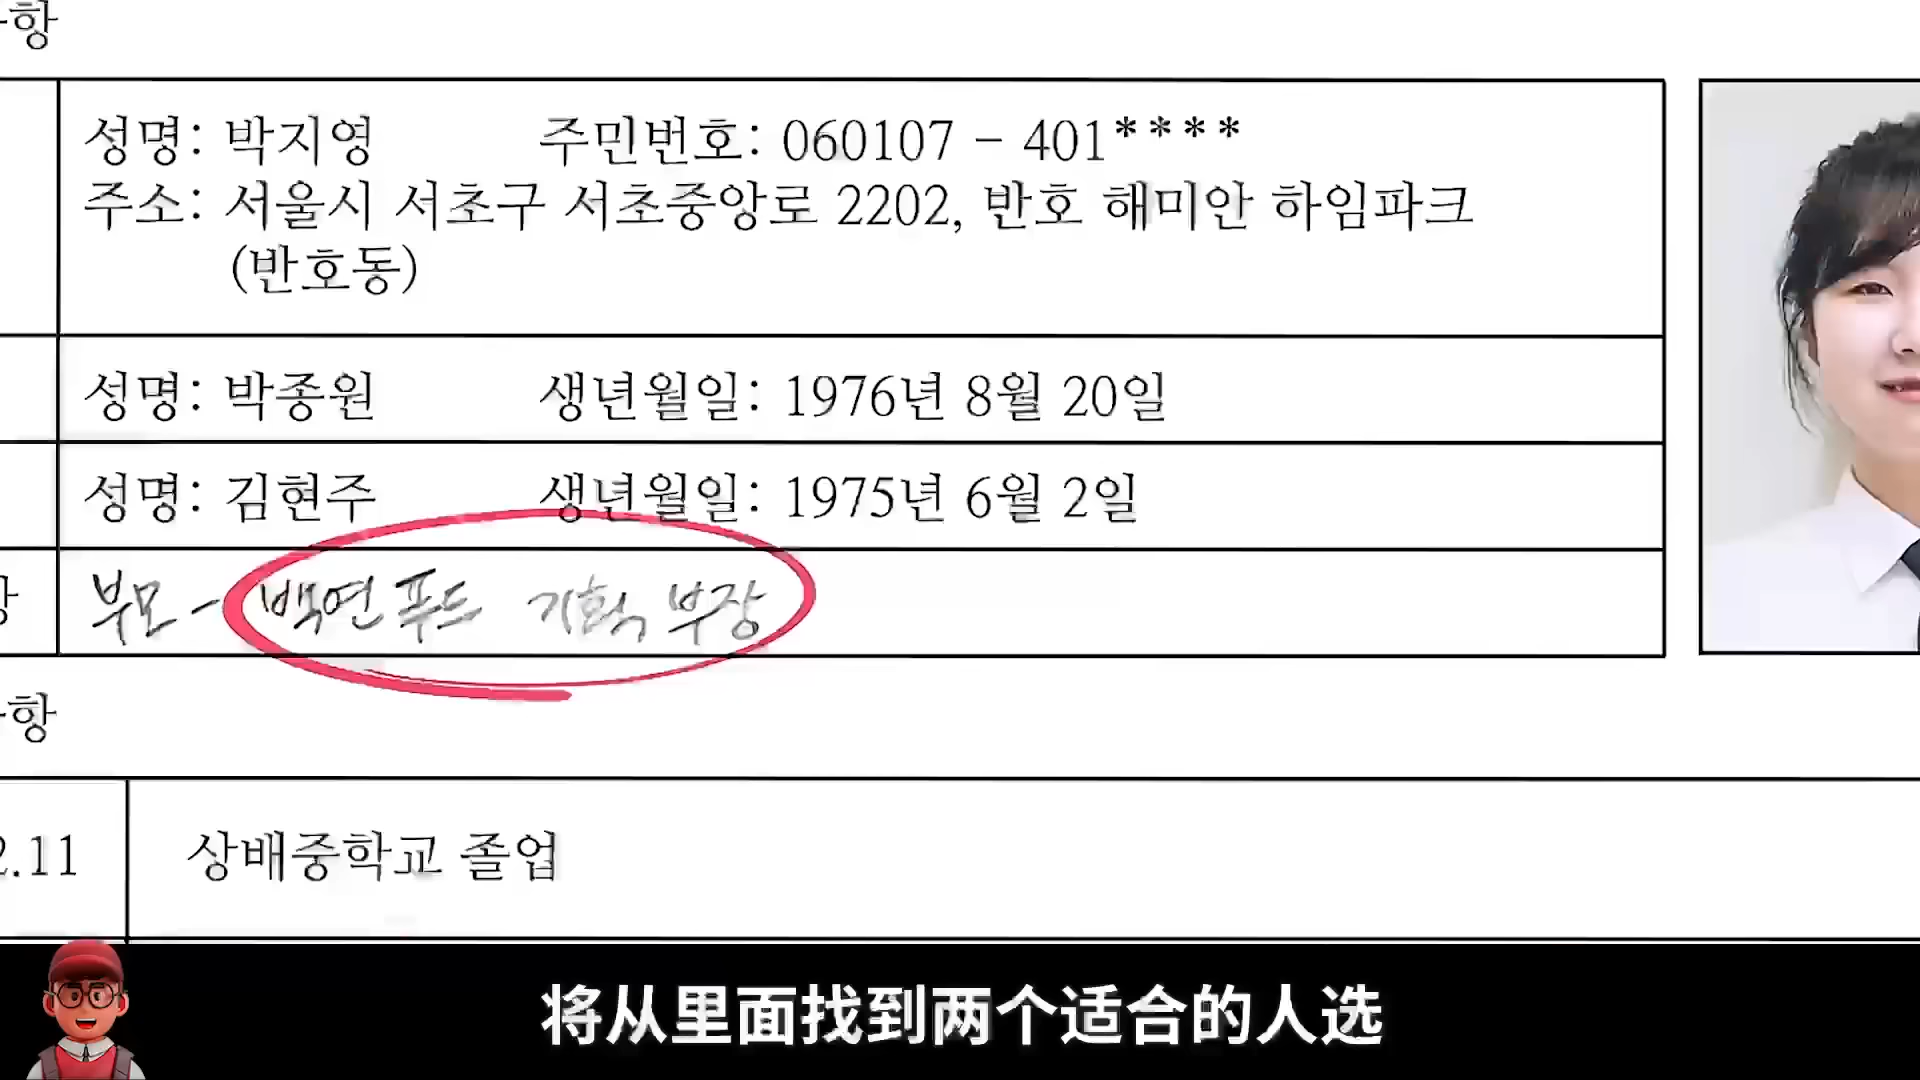 항
성명: 박지영 주민번호: 060107 - 401****
주소: 서울시 서초구 서초중앙로 2202, 반호 해미안 하임파크
(반호동)
성명: 박종원 생년월일: 1976년 8월 20일
성명: 김현주 생년월일: 1975년 6월 2일
부모 - 백연푸드 기획 부장
항
2.11 상배중학교 졸업
将从里面找到两个适合的人选